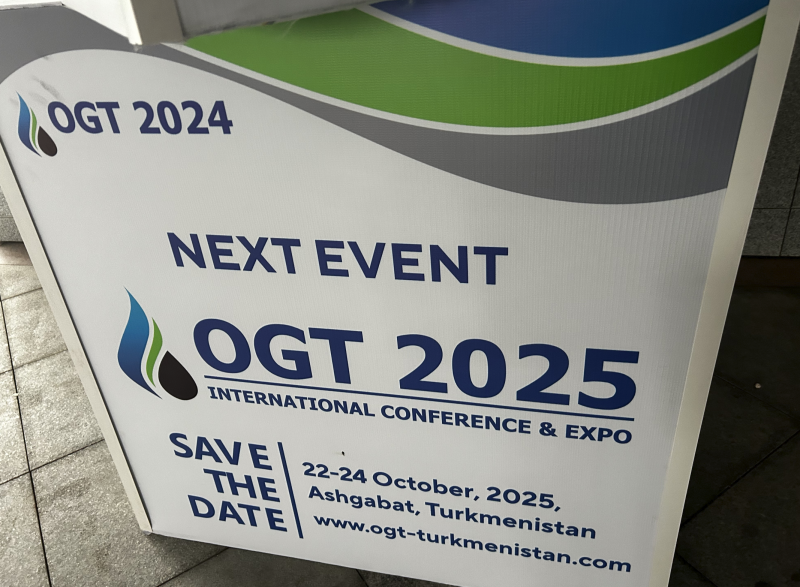 OGT 2024
NEXT EVENT
OGT 2025
INTERNATIONAL CONFERENCE & EXPO
SAVE
THE
DATE
22-24 October, 2025,
Ashgabat, Turkmenistan
www.ogt-turkmenistan.com